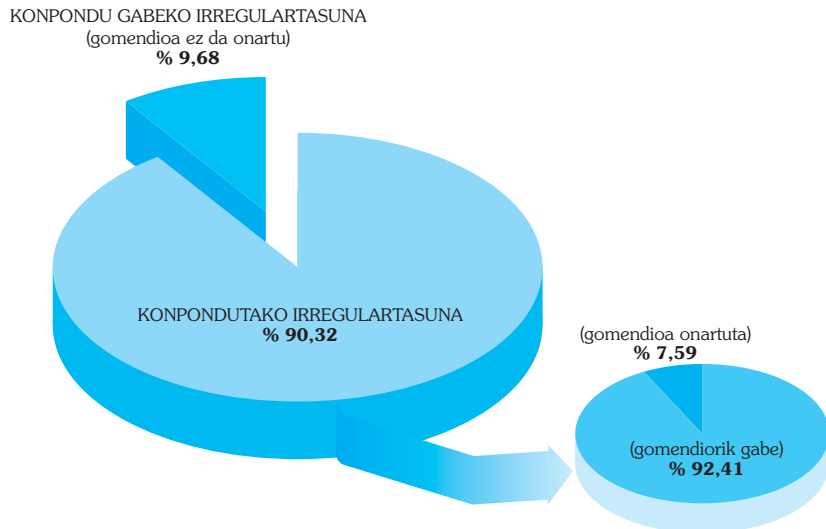 KONPONDU GABEKO IRREGULARTASUNA
(gomendioa ez da onartu)
% 9,68
KONPONDUTAKO IRREGULARTASUNA
% 90,32
(gomendioa onartuta)
% 7,59
(gomendiorik gabe)
% 92,41